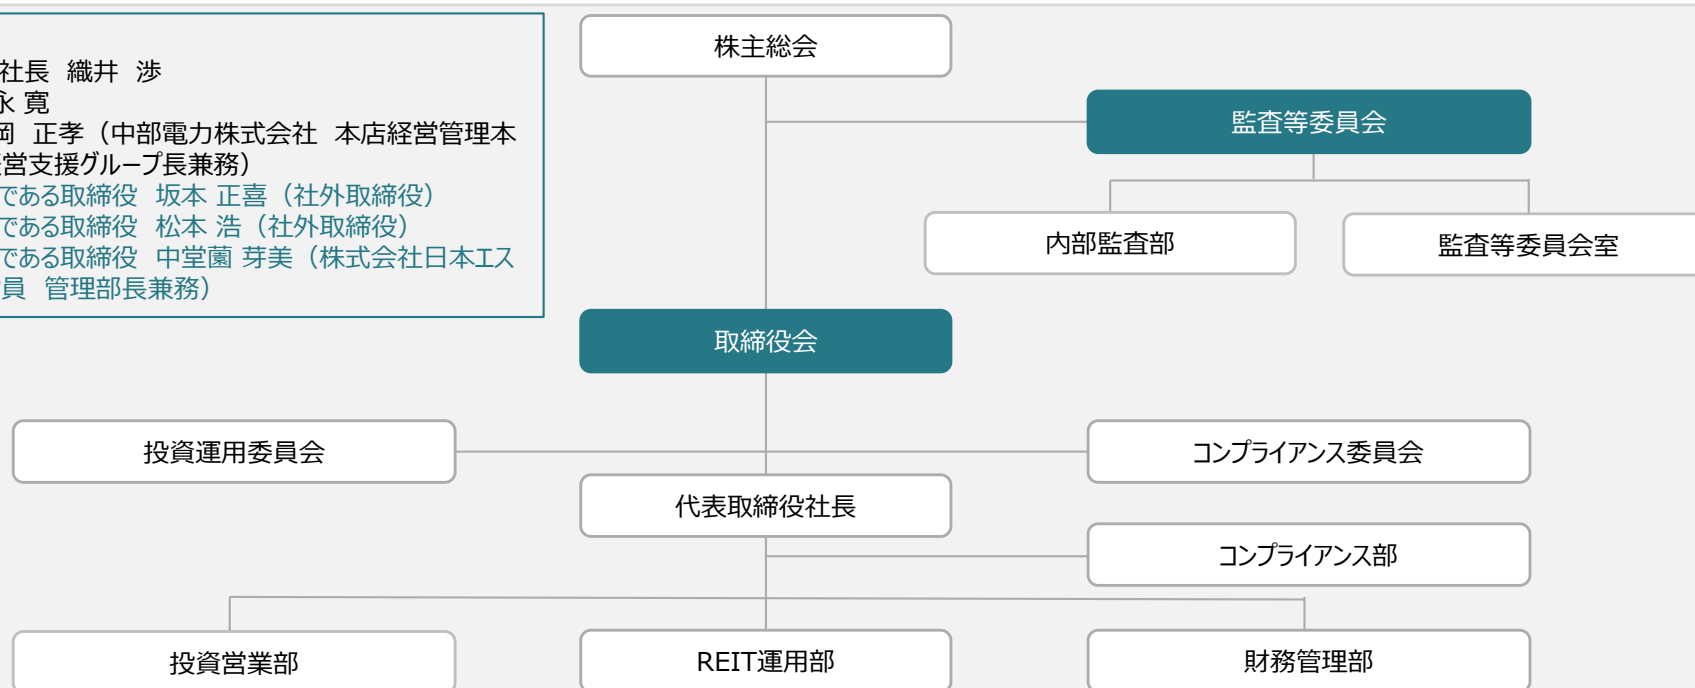 株主総会
社長 織井 渉
永 寛
岡 正孝（中部電力株式会社 本店経営管理本
営支援グループ長兼務）
である取締役 坂本 正喜（社外取締役）
である取締役 松本 浩（社外取締役）
である取締役 中堂薗 芽美（株式会社日本エス
員 管理部長兼務）
監査等委員会
内部監査部
監査等委員会室
取締役会
投資運用委員会
コンプライアンス委員会
代表取締役社長
コンプライアンス部
投資営業部
REIT運用部
財務管理部